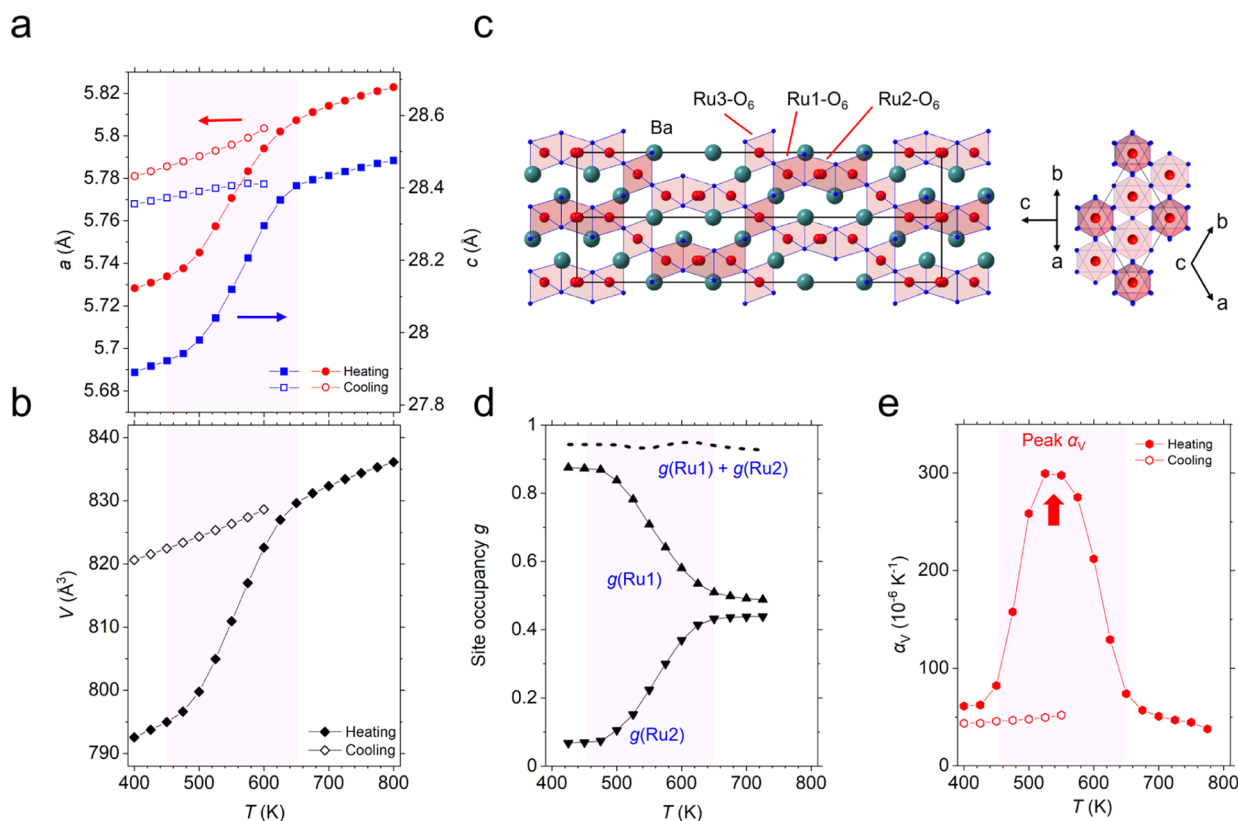 a
5.82
5.8
5.78
5.76
5.74
5.72
5.7
5.68
a (Å)
28.6
28.4
28.2
28
27.8
c (Å)
Heating
Cooling
b
840
830
820
810
800
790
V (Å³)
Heating
Cooling
400 500 600 700 800
T (K)
c
Ru3-O₆ Ru1-O₆ Ru2-O₆
Ba
b
c
a
b
c
a
d
1
0.8
0.6
0.4
0.2
0
Site occupancy g
g(Ru1) + g(Ru2)
g(Ru1)
g(Ru2)
400 500 600 700 800
T (K)
e
300
200
100
0
αV (10⁻⁶ K⁻¹)
Peak αV
Heating
Cooling
400 500 600 700 800
T (K)